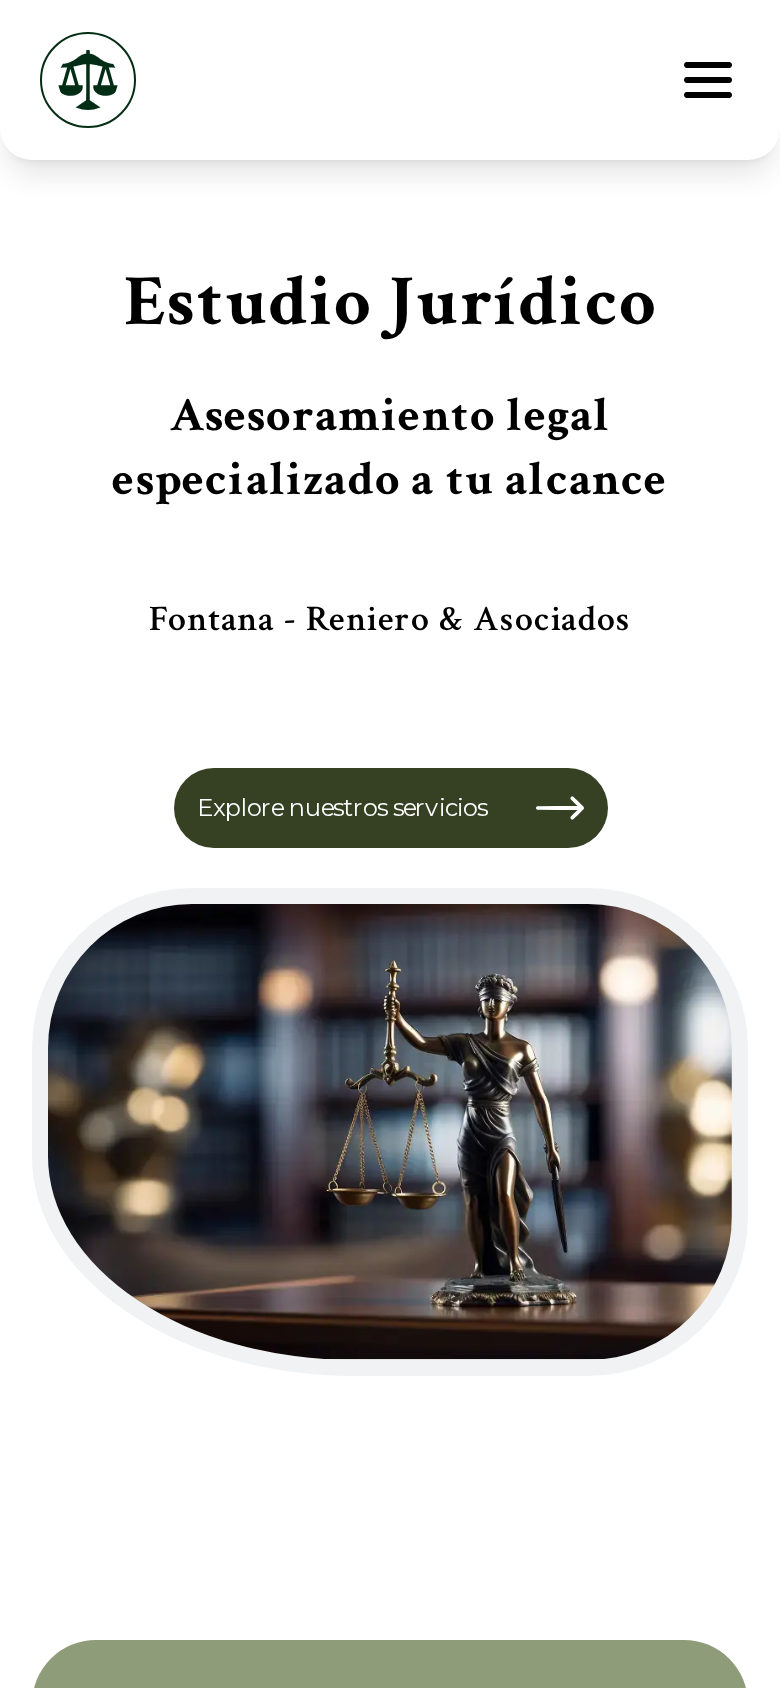 Estudio Jurídico
Asesoramiento legal
especializado a tu alcance
Fontana - Reniero & Asociados
Explore nuestros servicios